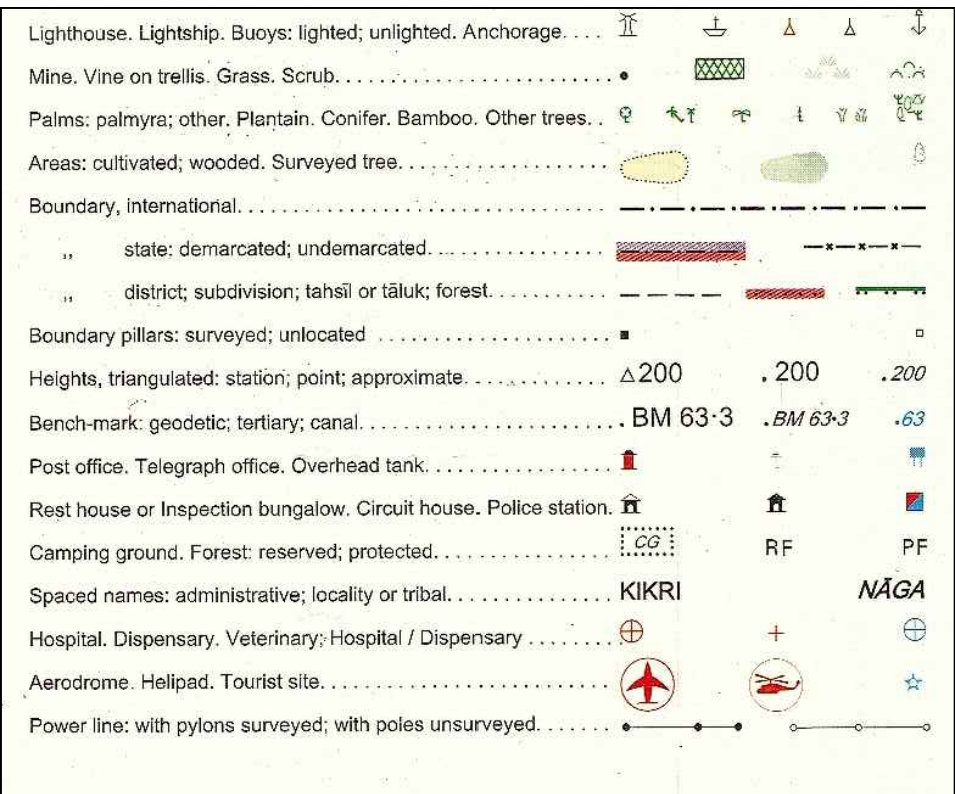 Lighthouse. Lightship. Buoys: lighted; unlighted. Anchorage. . . .
Mine. Vine on trellis. Grass. Scrub. . . . . . . . . . . . . . . . . . . . . . . . . .
Palms: palmyra; other. Plantain. Conifer. Bamboo. Other trees. .
Areas: cultivated; wooded. Surveyed tree. . . . . . . . . . . . . . . . . . . .
Boundary, international. . . . . . . . . . . . . . . . . . . . . . . . . . . . . . . . . .
,, state: demarcated; undemarcated. . . . . . . . . . . . . . . . .
,, district; subdivision; tahsīl or tāluk; forest. . . . . . . . . . .
Boundary pillars: surveyed; unlocated . . . . . . . . . . . . . . . . . . . . . .
Heights, triangulated: station; point; approximate. . . . . . . . . . . . . △200 . 200 . 200
Bench-mark: geodetic; tertiary; canal. . . . . . . . . . . . . . . . . . . . . . . . BM 63·3 . BM 63·3 .63
Post office. Telegraph office. Overhead tank. . . . . . . . . . . . . . . . .
Rest house or Inspection bungalow. Circuit house. Police station.
Camping ground. Forest: reserved; protected. . . . . . . . . . . . . . . . CG RF PF
Spaced names: administrative; locality or tribal. . . . . . . . . . . . . . . KIKRI NĀGA
Hospital. Dispensary. Veterinary; Hospital / Dispensary . . . . . . . .
Aerodrome. Helipad. Tourist site. . . . . . . . . . . . . . . . . . . . . . . . . . .
Power line: with pylons surveyed; with poles unsurveyed. . . . . . .